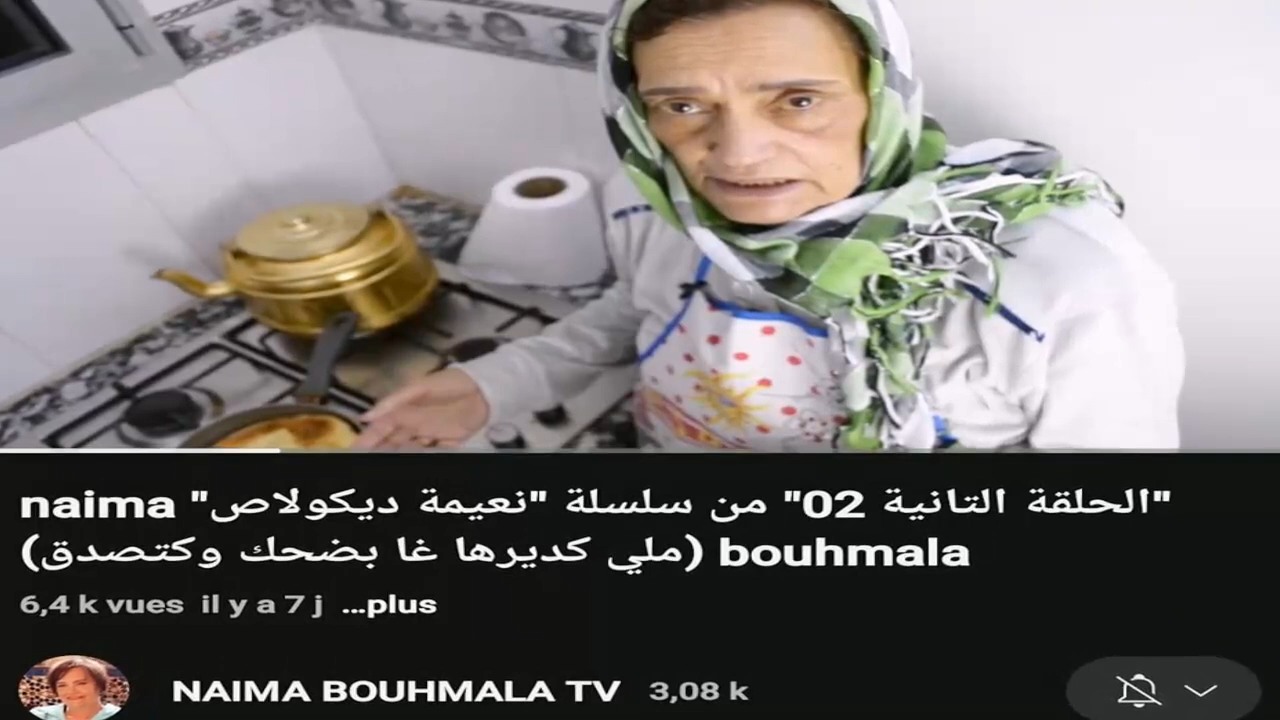 "الحلقة التانية 02" من سلسلة "نعيمة ديكولاص" naima
bouhmala (ملي كديرها غا بضحك وكتصدق)
6,4 k vues il y a 7 j ...plus
NAIMA BOUHMALA TV 3,08 k